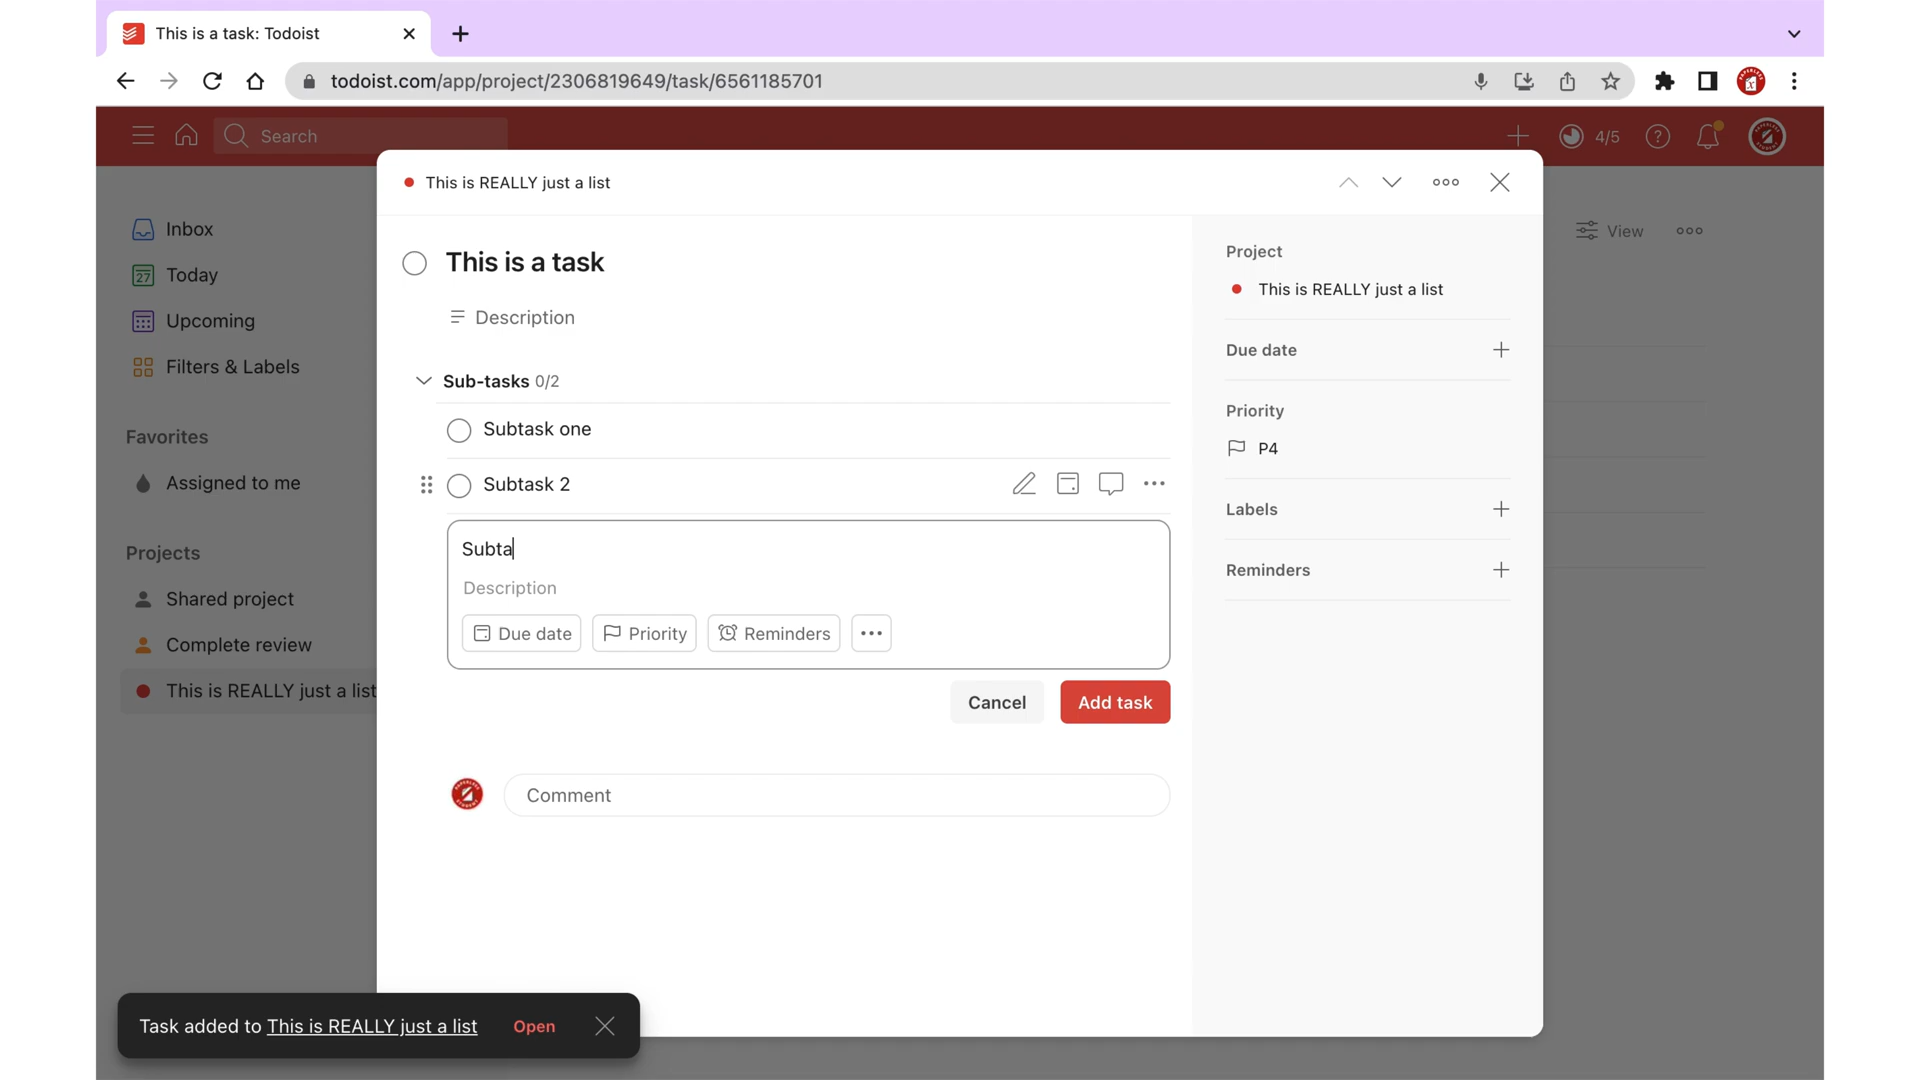 This is a task: Todoist
todoist.com/app/project/2306819649/task/6561185701
Search
4/5
Inbox
27
Today
Upcoming
Filters & Labels
Favorites
Assigned to me
Projects
Shared project
Complete review
This is REALLY just a list
View
This is REALLY just a list
This is a task
Description
Sub-tasks 0/2
Subtask one
Subtask 2
Subta
Description
Due date
Priority
Reminders
Cancel
Add task
Comment
Project
This is REALLY just a list
Due date
Priority
P4
Labels
Reminders
Task added to This is REALLY just a list
Open